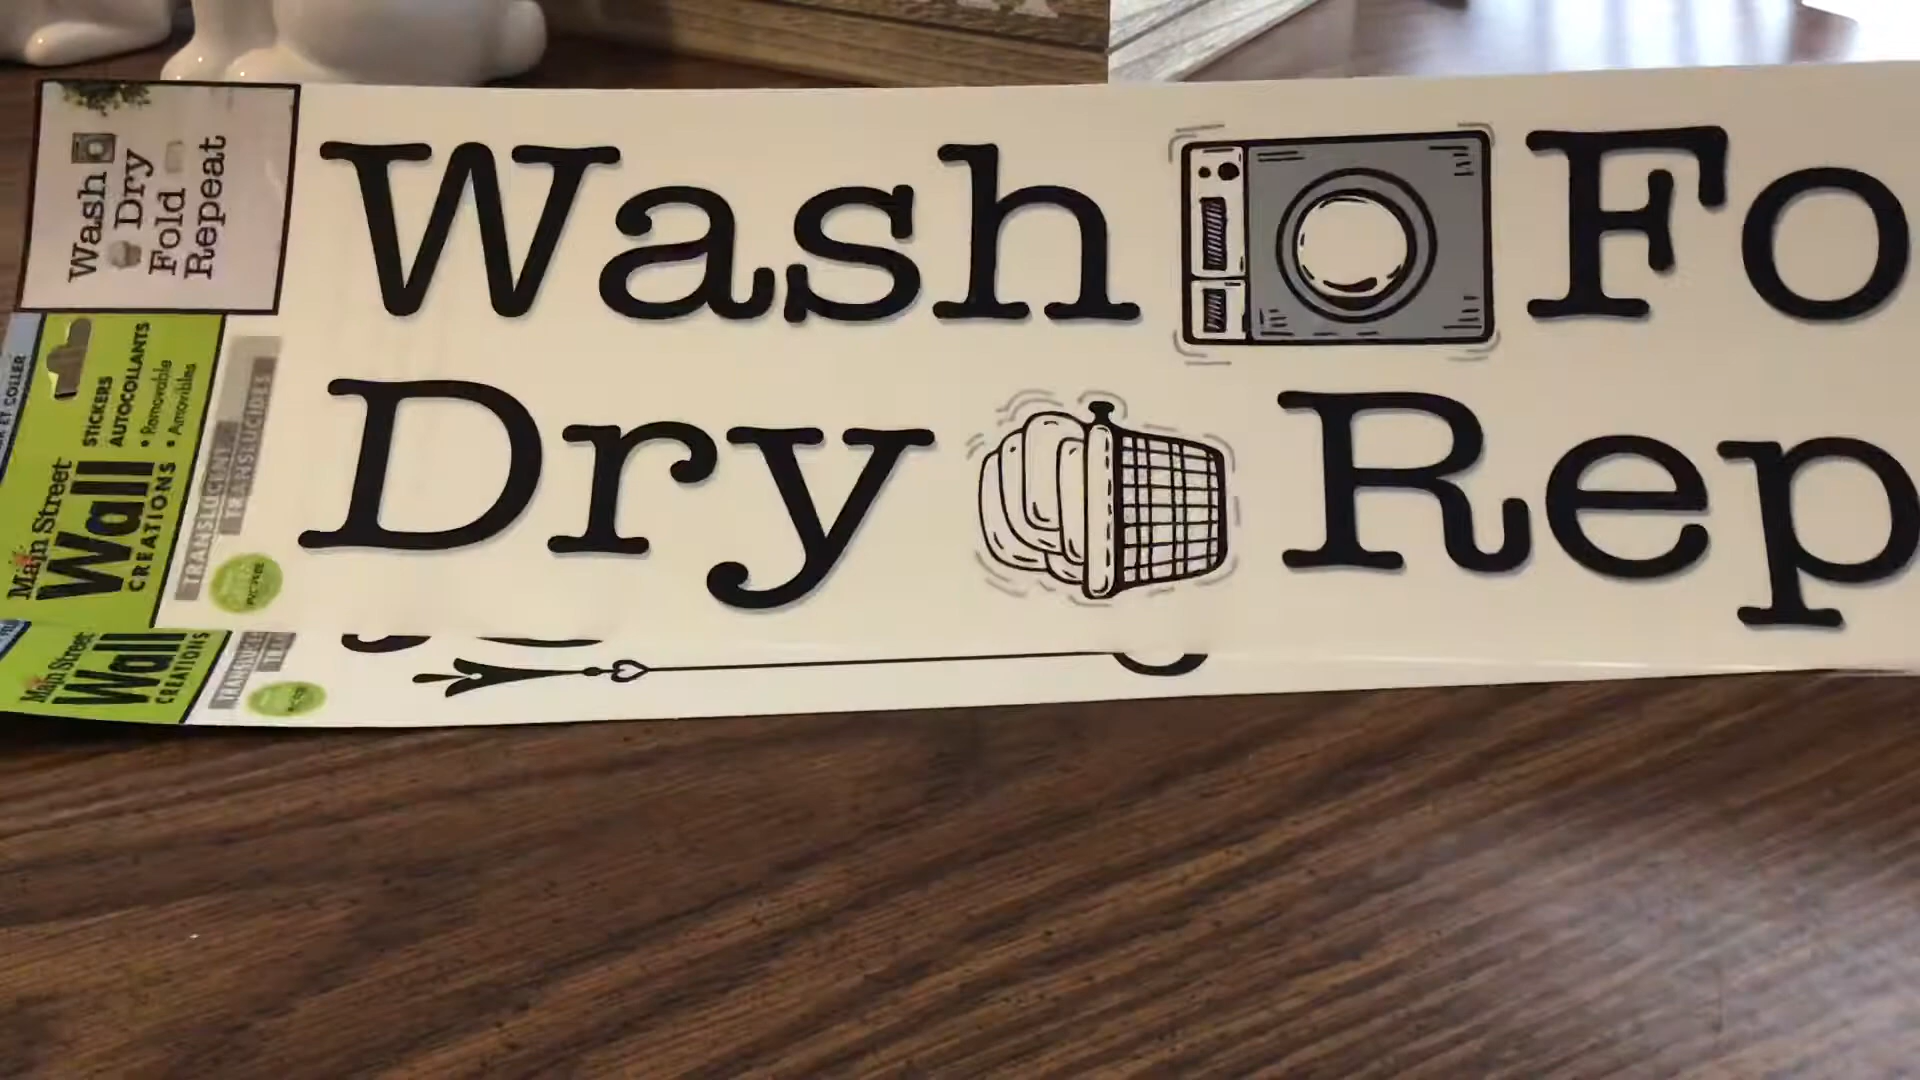 Wash Fo
Dry Rep
Wash
Dry
Fold
Repeat
Main Street
Wall
CREATIONS
STICKERS
AUTOCOLLANTS
• Removable
• Amovibles
TRANSLUCENT
TRANSLUCIDES
Main Street
Wall
CREATIONS